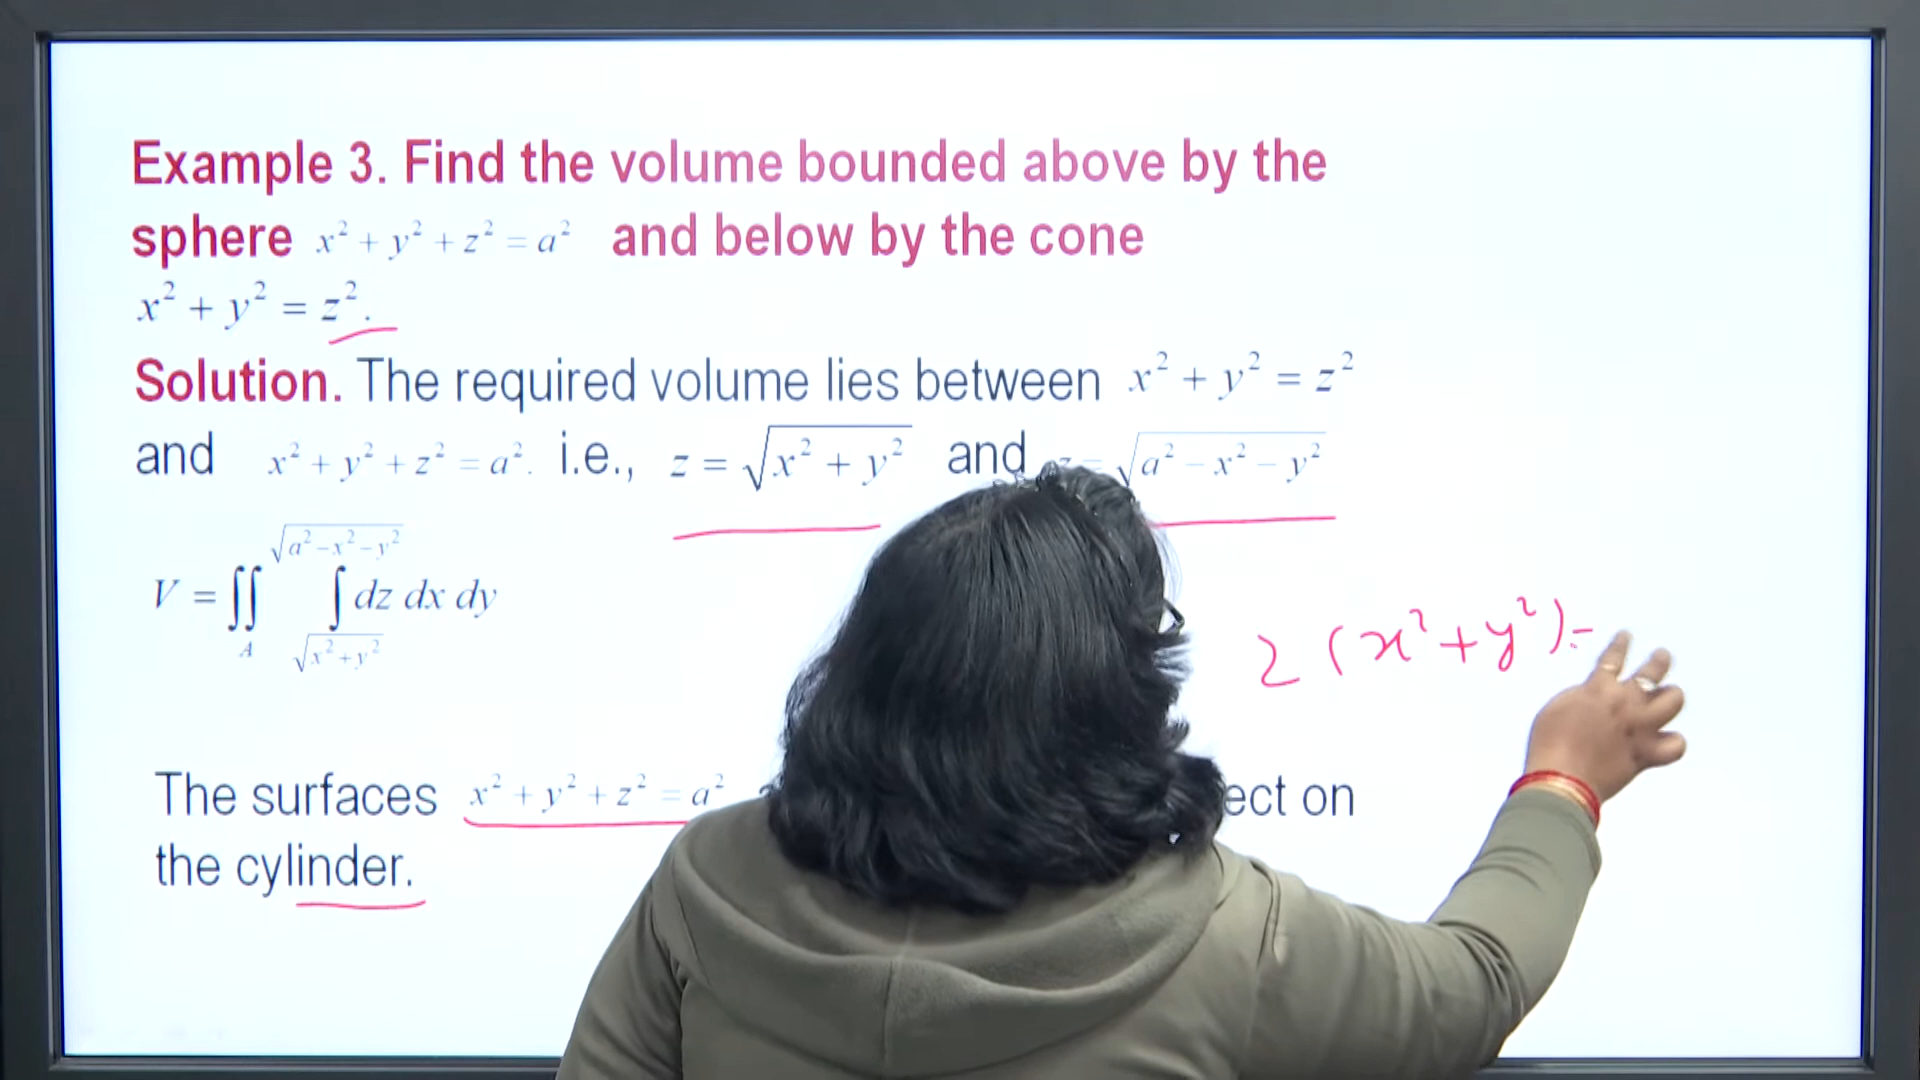 Example 3. Find the volume bounded above by the
sphere x² + y² + z² = a² and below by the cone
x² + y² = z².
Solution. The required volume lies between x² + y² = z²
and x² + y² + z² = a². i.e., z = √(x² + y²) and z = √(a² − x² − y²)
V = ∬_A ∫_{√(x²+y²)}^{√(a²−x²−y²)} dz dx dy
2 (x² + y²) =
The surfaces x² + y² + z² = a² ect on
the cylinder.